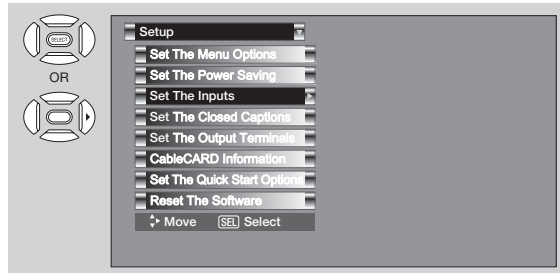 SELECT
OR
Setup
Set The Menu Options
Set The Power Saving
Set The Inputs
Set The Closed Captions
Set The Output Terminals
CableCARD Information
Set The Quick Start Options
Reset The Software
Move SEL Select